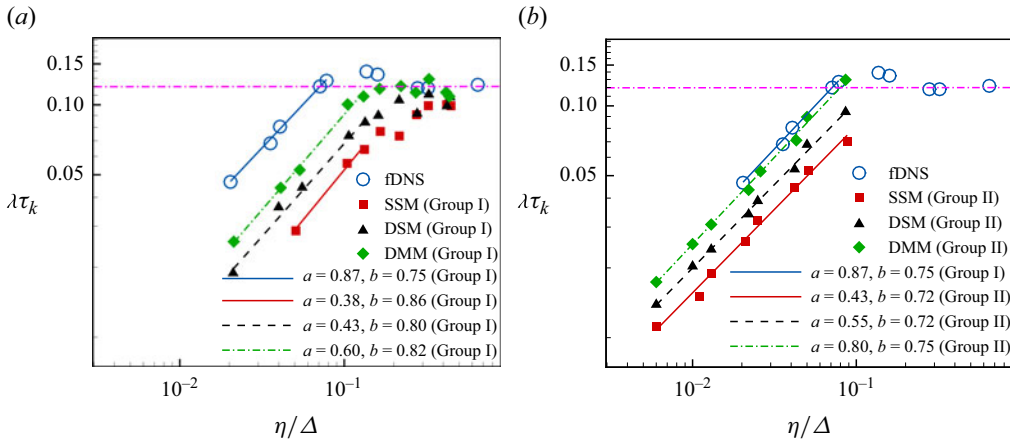 (a)
0.15
0.10
λτk
0.05
fDNS
SSM (Group I)
DSM (Group I)
DMM (Group I)
a = 0.87, b = 0.75 (Group I)
a = 0.38, b = 0.86 (Group I)
a = 0.43, b = 0.80 (Group I)
a = 0.60, b = 0.82 (Group I)
10⁻² 10⁻¹
η/Δ
(b)
0.15
0.10
λτk
0.05
fDNS
SSM (Group II)
DSM (Group II)
DMM (Group II)
a = 0.87, b = 0.75 (Group I)
a = 0.43, b = 0.72 (Group II)
a = 0.55, b = 0.72 (Group II)
a = 0.80, b = 0.75 (Group II)
10⁻² 10⁻¹
η/Δ